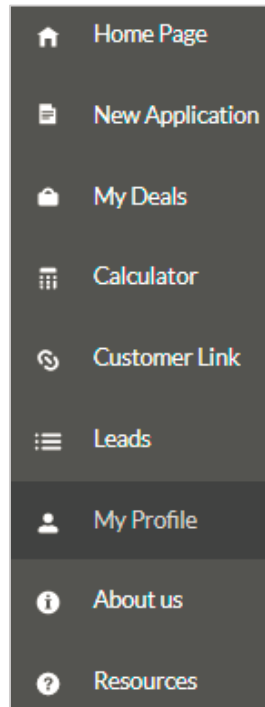 Home Page
New Application
My Deals
Calculator
Customer Link
Leads
My Profile
About us
Resources